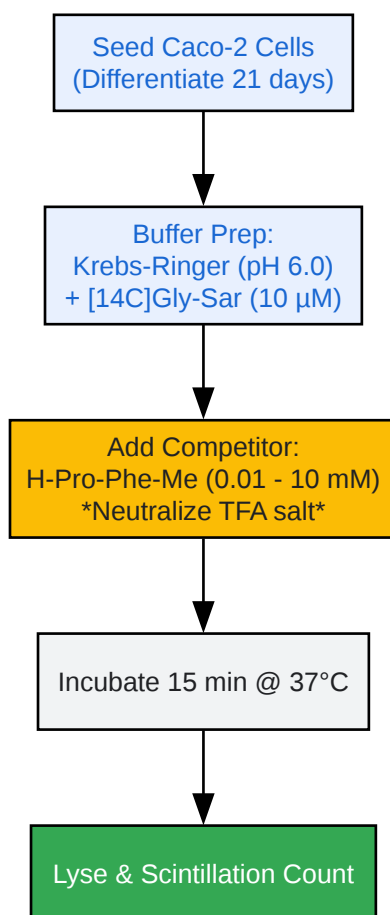 Seed Caco-2 Cells
(Differentiate 21 days)
Buffer Prep:
Krebs-Ringer (pH 6.0)
+ [14C]Gly-Sar (10 µM)
Add Competitor:
H-Pro-Phe-Me (0.01 - 10 mM)
*Neutralize TFA salt*
Incubate 15 min @ 37°C
Lyse & Scintillation Count